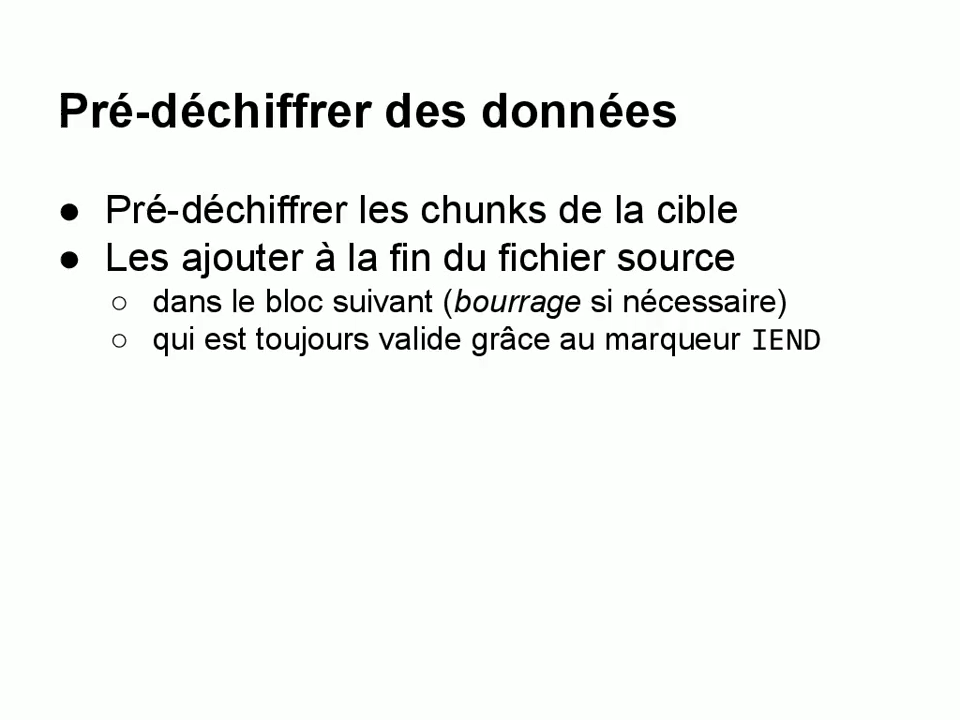 Pré-déchiffrer des données
● Pré-déchiffrer les chunks de la cible
● Les ajouter à la fin du fichier source
○ dans le bloc suivant (bourrage si nécessaire)
○ qui est toujours valide grâce au marqueur IEND